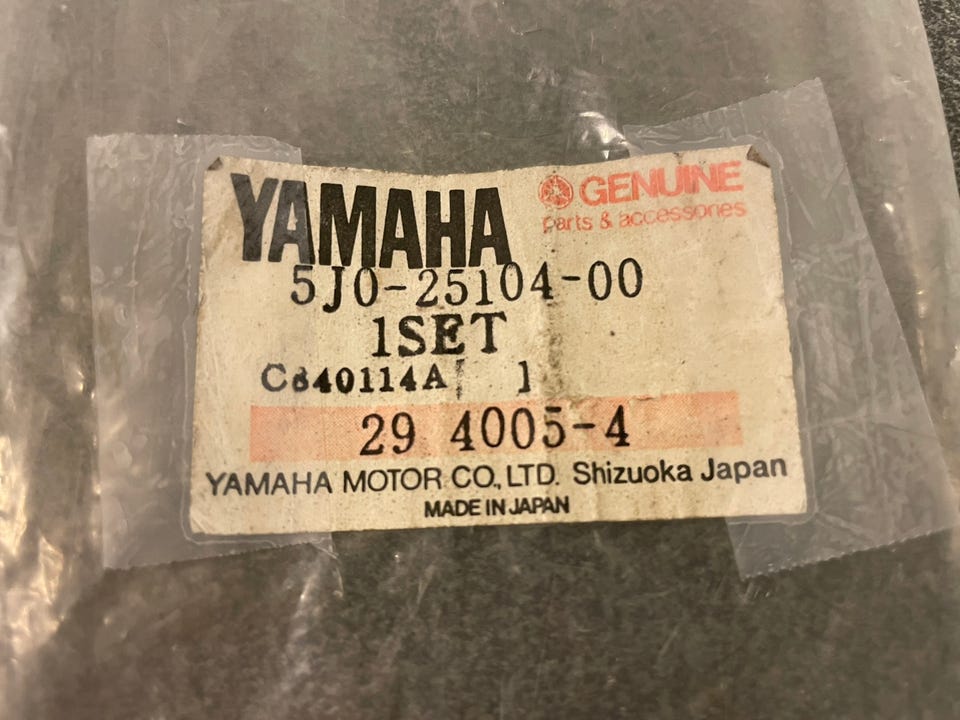 YAMAHA
GENUINE
parts & accessories
5J0-25104-00
1SET
C840114A[ ]
29 4005-4
YAMAHA MOTOR CO., LTD. Shizuoka Japan
MADE IN JAPAN